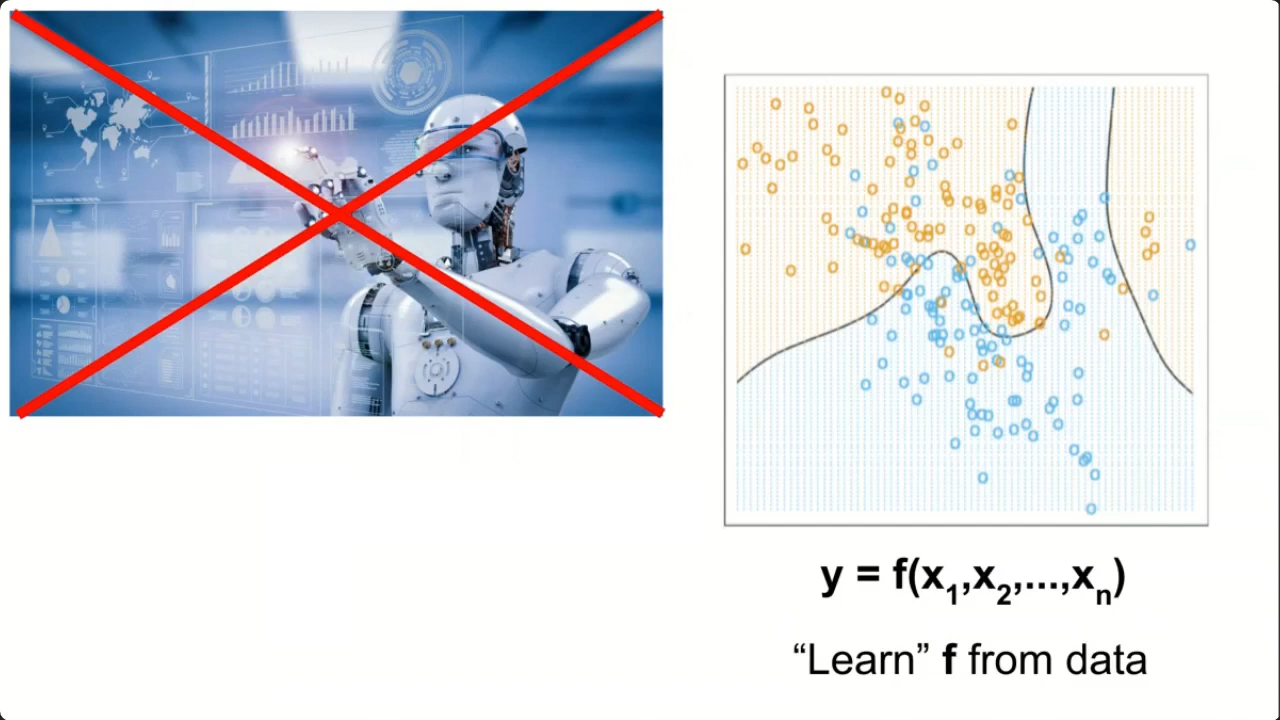 y = f(x₁,x₂,...,xₙ)
“Learn” f from data